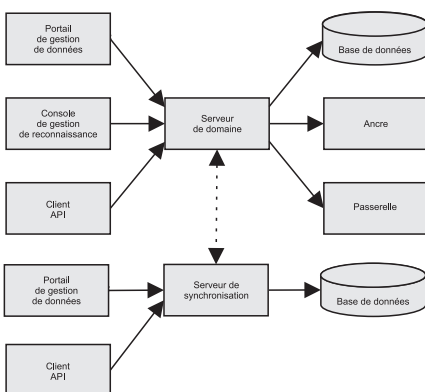 Portail
de gestion
de données
Base de données
Console
de gestion
de reconnaissance
Serveur
de domaine
Ancre
Client
API
Passerelle
Portail
de gestion
de données
Serveur de
synchronisation
Base de données
Client
API